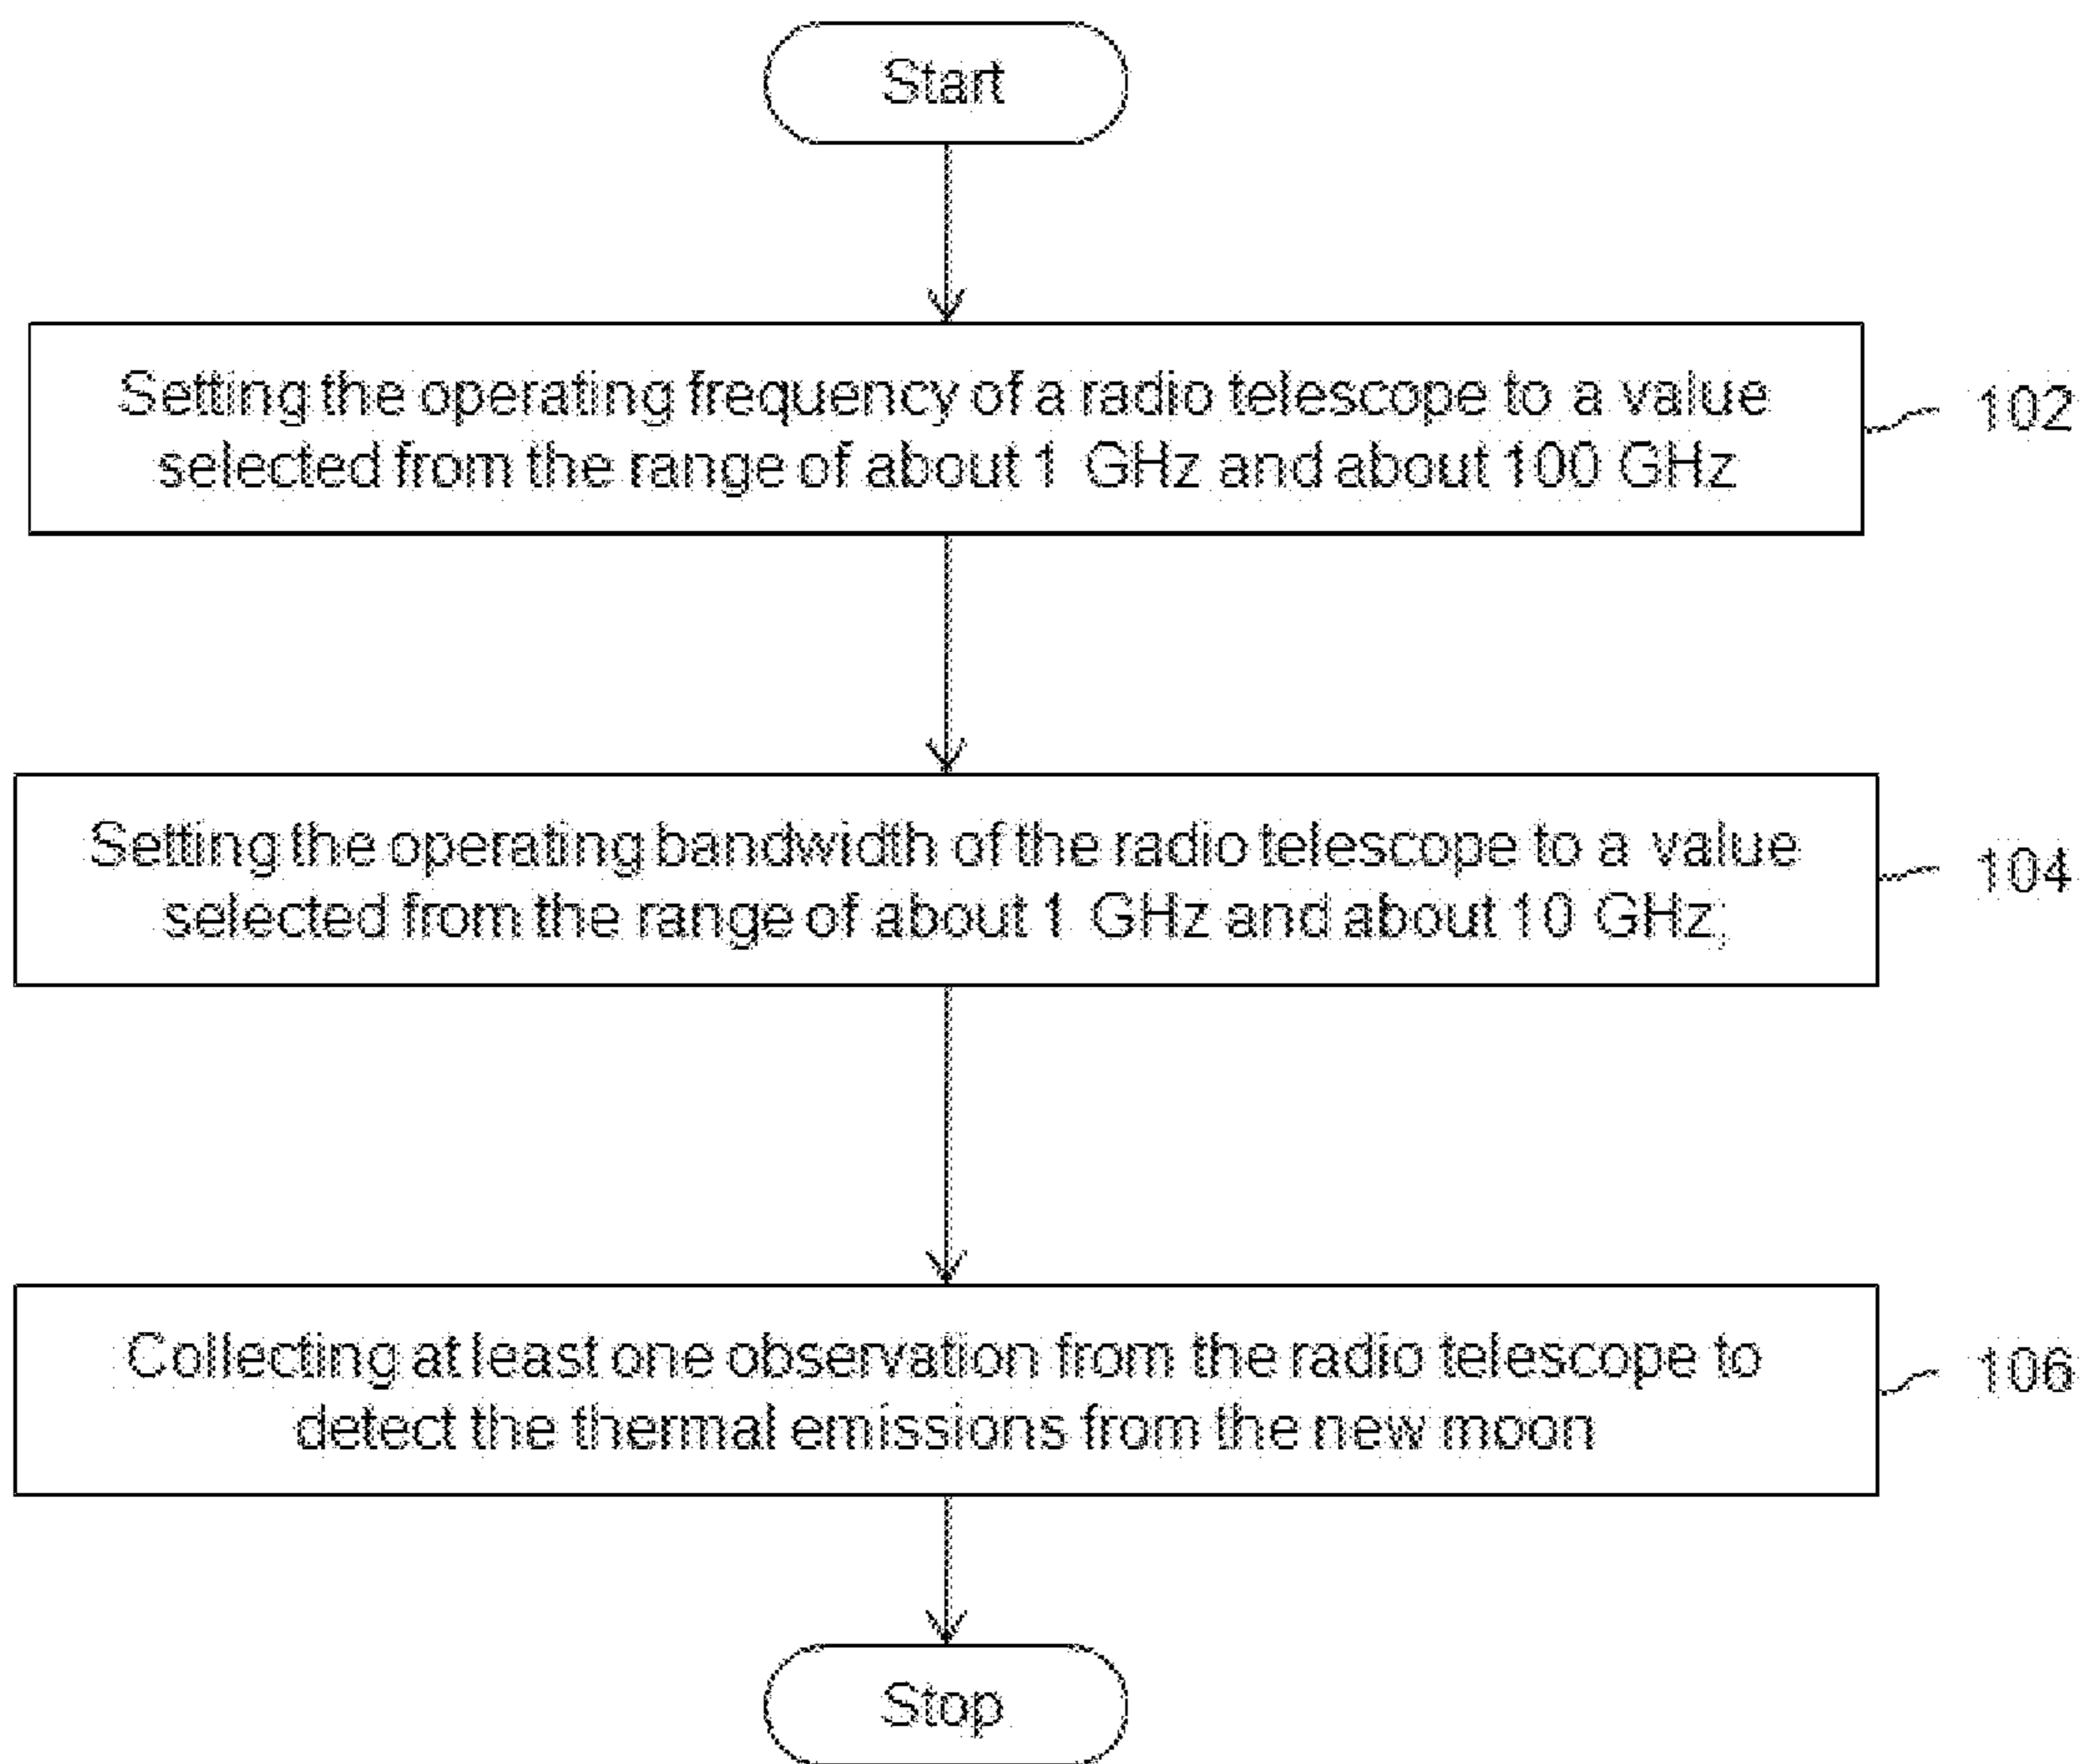 Start
Setting the operating frequency of a radio telescope to a value
selected from the range of about 1 GHz and about 100 GHz
102
Setting the operating bandwidth of the radio telescope to a value
selected from the range of about 1 GHz and about 10 GHz;
104
Collecting at least one observation from the radio telescope to
detect the thermal emissions from the new moon
106
Stop